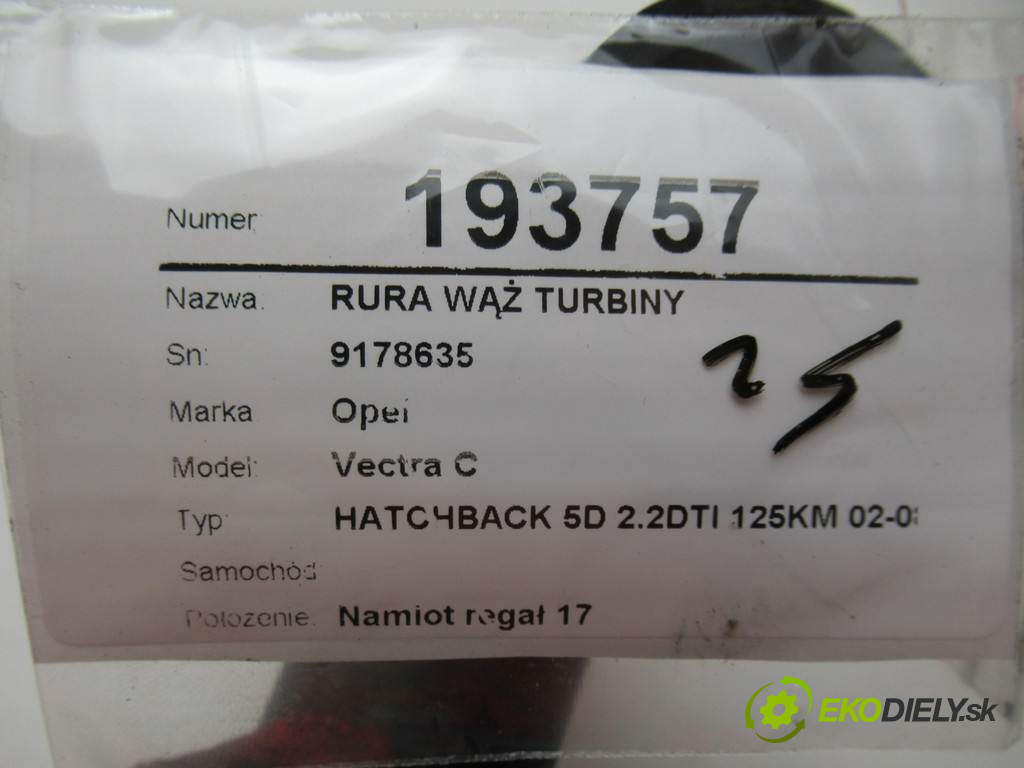 Numer: 193757
Nazwa: RURA WĄŻ TURBINY
Sn: 9178635
25
Marka Opel
Model: Vectra C
Typ HATCHBACK 5D 2.2DTI 125KM 02-0
Samochód
Położenie: Namiot regał 17
EKODIELY.sk